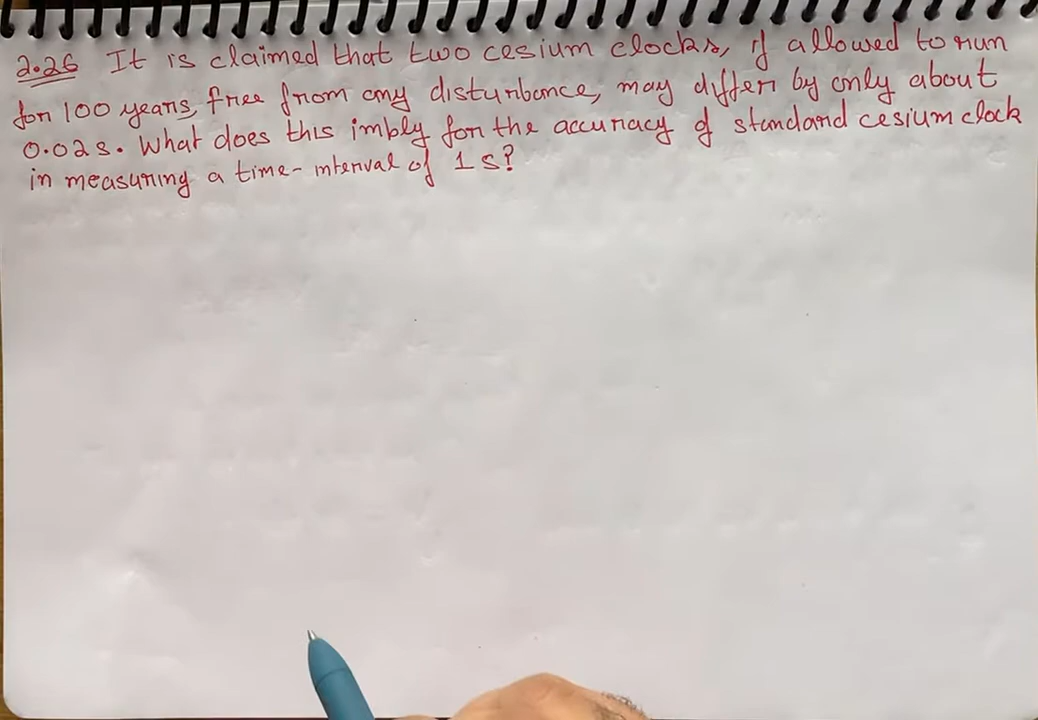 2.26 It is claimed that two cesium clocks, if allowed to run
for 100 years, free from any disturbance, may differ by only about
0.02 s. What does this imbly for the accuracy of standard cesium clock
in measuring a time-interval of 1 s?